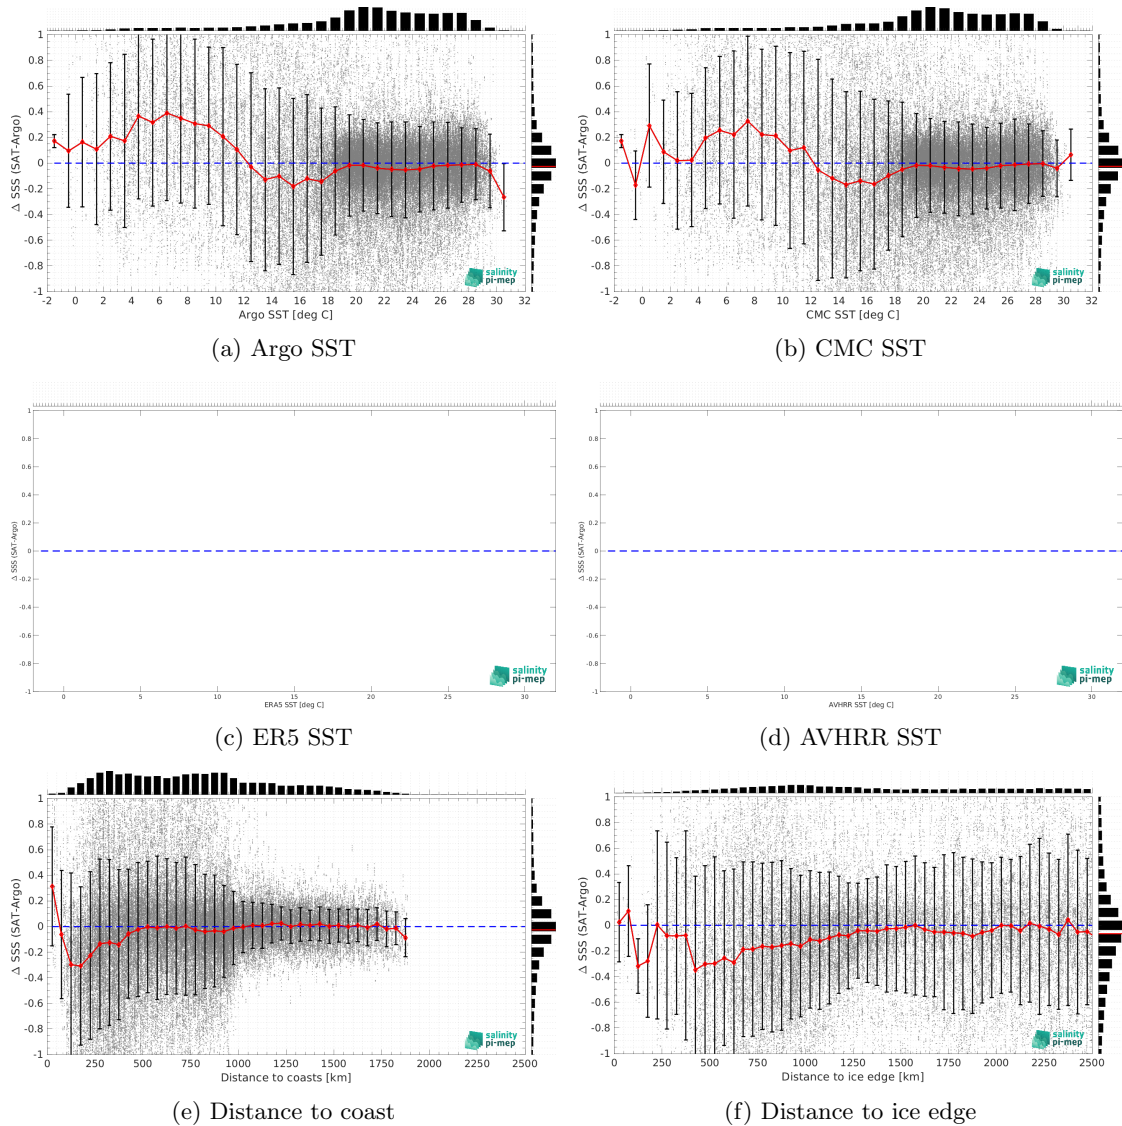 1
0.8
0.6
0.4
0.2
0
-0.2
-0.4
-0.6
-0.8
-1
Δ SSS (SAT-Argo)
-2 0 2 4 6 8 10 12 14 16 18 20 22 24 26 28 30 32
Argo SST [deg C]
salinity
pi-mep
(a) Argo SST
1
0.8
0.6
0.4
0.2
0
-0.2
-0.4
-0.6
-0.8
-1
Δ SSS (SAT-Argo)
-2 0 2 4 6 8 10 12 14 16 18 20 22 24 26 28 30 32
CMC SST [deg C]
salinity
pi-mep
(b) CMC SST
1
0.8
0.6
0.4
0.2
0
-0.2
-0.4
-0.6
-0.8
-1
Δ SSS (SAT-Argo)
0 5 10 15 20 25 30
ERA5 SST [deg C]
salinity
pi-mep
(c) ER5 SST
1
0.8
0.6
0.4
0.2
0
-0.2
-0.4
-0.6
-0.8
-1
Δ SSS (SAT-Argo)
0 5 10 15 20 25 30
AVHRR SST [deg C]
salinity
pi-mep
(d) AVHRR SST
1
0.8
0.6
0.4
0.2
0
-0.2
-0.4
-0.6
-0.8
-1
Δ SSS (SAT-Argo)
0 250 500 750 1000 1250 1500 1750 2000 2250 2500
Distance to coasts [km]
salinity
pi-mep
(e) Distance to coast
1
0.8
0.6
0.4
0.2
0
-0.2
-0.4
-0.6
-0.8
-1
Δ SSS (SAT-Argo)
0 250 500 750 1000 1250 1500 1750 2000 2250 2500
Distance to ice edge [km]
salinity
pi-mep
(f) Distance to ice edge